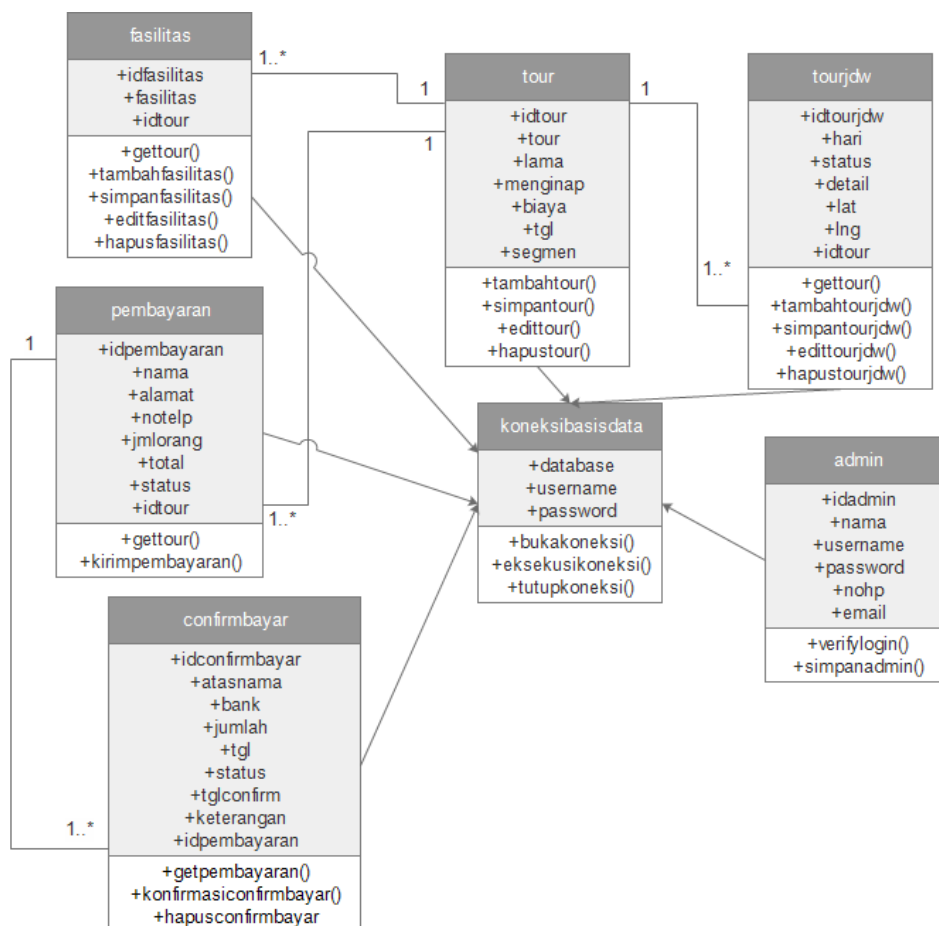 fasilitas
+idfasilitas
+fasilitas
+idtour
+gettour()
+tambahfasilitas()
+simpanfasilitas()
+editfasilitas()
+hapusfasilitas()
1..*
1
tour
+idtour
+tour
+lama
+menginap
+biaya
+tgl
+segmen
+tambahtour()
+simpantour()
+edittour()
+hapustour()
1
1
1..*
tourjdw
+idtourjdw
+hari
+status
+detail
+lat
+lng
+idtour
+gettour()
+tambahtourjdw()
+simpantourjdw()
+edittourjdw()
+hapustourjdw()
pembayaran
+idpembayaran
+nama
+alamat
+notelp
+jmlorang
+total
+status
+idtour
+gettour()
+kirimpembayaran()
1
1..*
koneksibasisdata
+database
+username
+password
+bukakoneksi()
+eksekusikoneksi()
+tutupkoneksi()
admin
+idadmin
+nama
+username
+password
+nohp
+email
+verifylogin()
+simpanadmin()
confirmbayar
+idconfirmbayar
+atasnama
+bank
+jumlah
+tgl
+status
+tglconfirm
+keterangan
+idpembayaran
+getpembayaran()
+konfirmasiconfirmbayar()
+hapusconfirmbayar
1..*